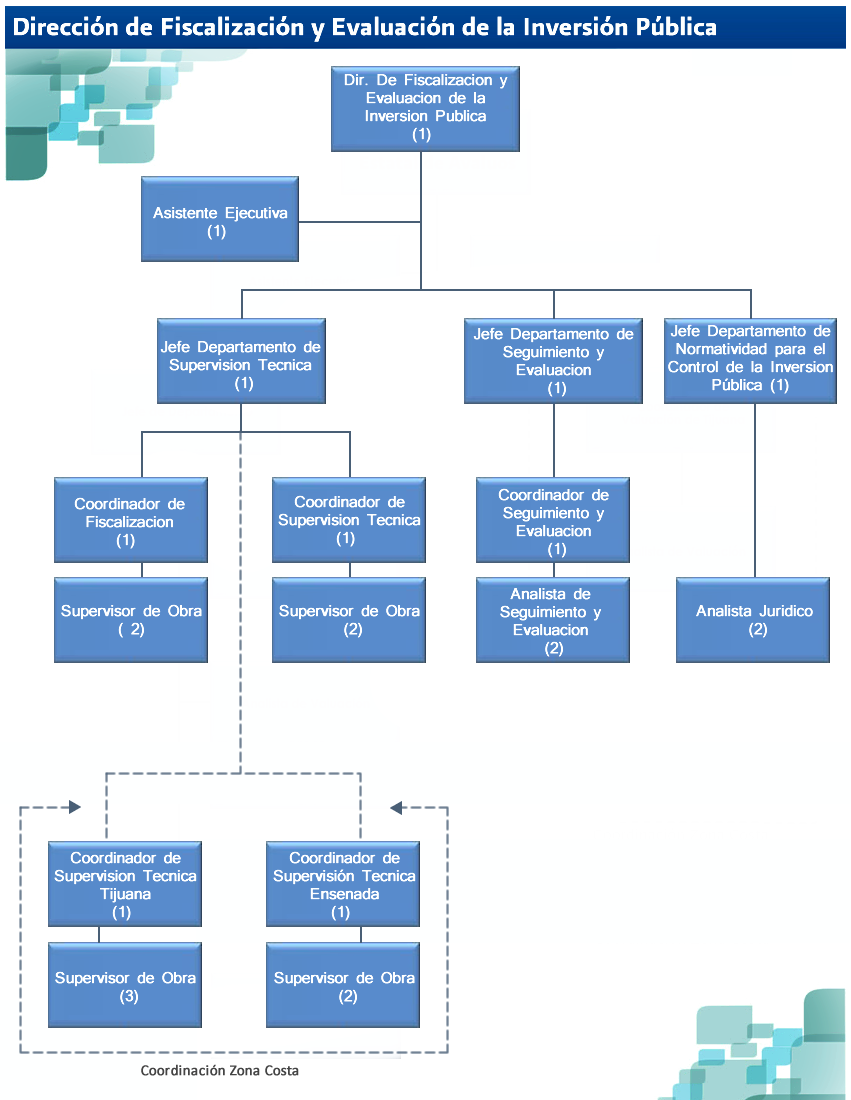 Dirección de Fiscalización y Evaluación de la Inversión Pública
Dir. De Fiscalizacion y
Evaluacion de la
Inversion Publica
(1)
Asistente Ejecutiva
(1)
Jefe Departamento de
Supervision Tecnica
(1)
Jefe Departamento de
Seguimiento y
Evaluacion
(1)
Jefe Departamento de
Normatividad para el
Control de la Inversion
Pública (1)
Coordinador de
Fiscalizacion
(1)
Coordinador de
Supervision Tecnica
(1)
Coordinador de
Seguimiento y
Evaluacion
(1)
Supervisor de Obra
( 2)
Supervisor de Obra
(2)
Analista de
Seguimiento y
Evaluacion
(2)
Analista Juridico
(2)
Coordinador de
Supervision Tecnica
Tijuana
(1)
Coordinador de
Supervisión Tecnica
Ensenada
(1)
Supervisor de Obra
(3)
Supervisor de Obra
(2)
Coordinación Zona Costa